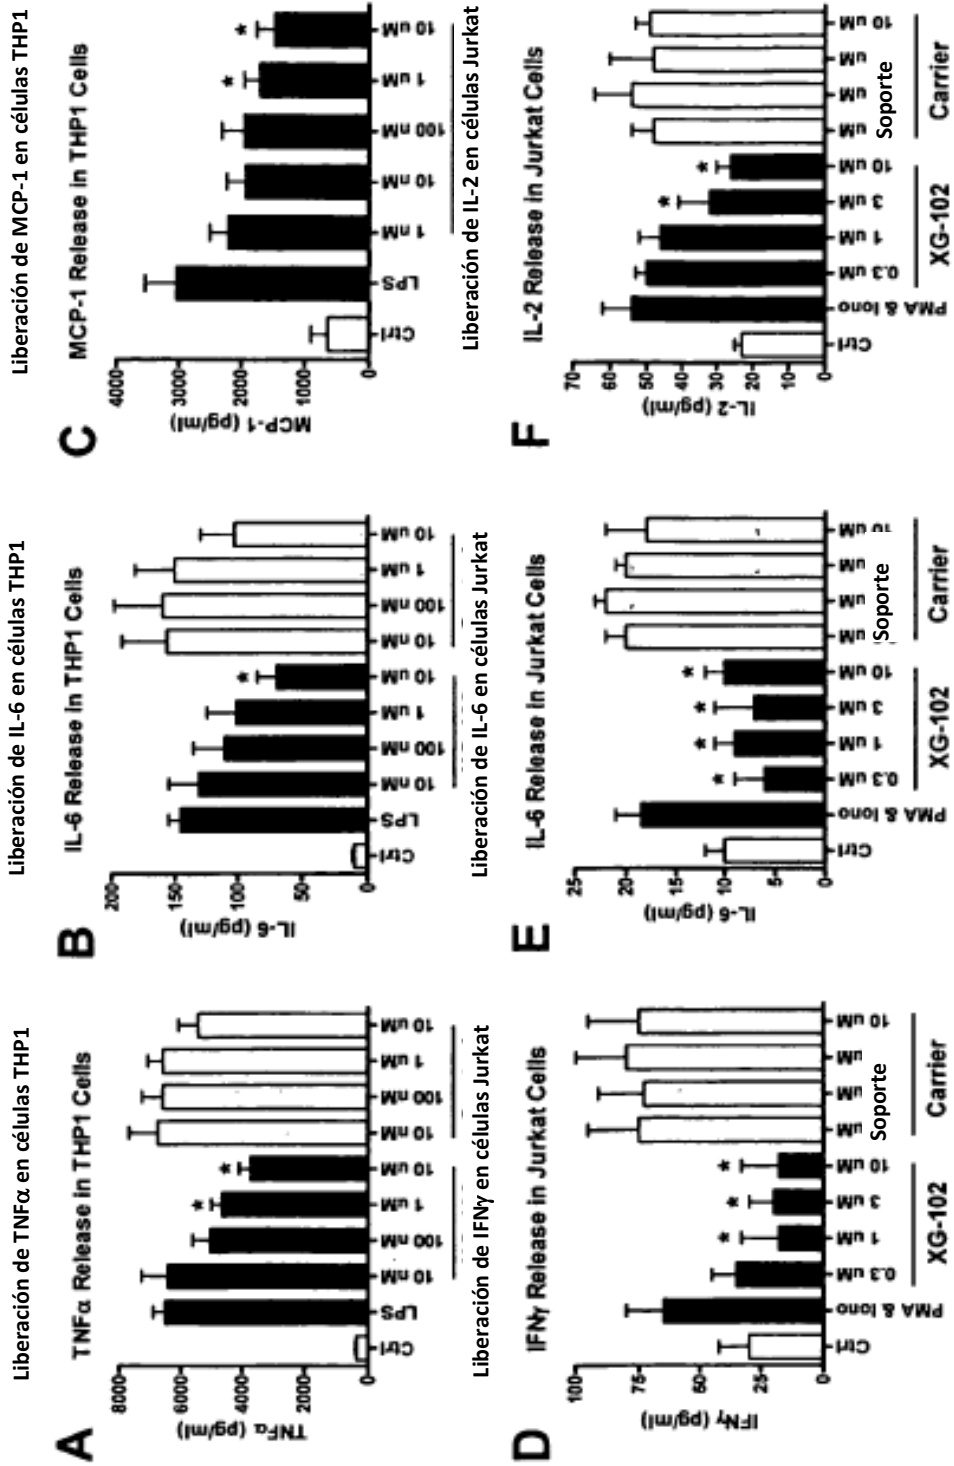 Liberación de TNFα en células THP1
A
TNFα Release in THP1 Cells
TNFα (pg/ml)
8000
6000
4000
2000
0
Ctrl LPS 10 nM 100 nM 1 uM 10 uM 10 nM 100 nM 1 uM 10 uM
* *
Liberación de IL-6 en células THP1
B
IL-6 Release in THP1 Cells
IL-6 (pg/ml)
200
150
100
50
0
Ctrl LPS 10 nM 100 nM 1 uM 10 uM 10 nM 100 nM 1 uM 10 uM
*
Liberación de MCP-1 en células THP1
C
MCP-1 Release in THP1 Cells
MCP-1 (pg/ml)
4000
3000
2000
1000
0
Ctrl LPS 1 nM 10 nM 100 nM 1 uM 10 uM
* *
Liberación de IFNγ en células Jurkat
D
IFNγ Release in Jurkat Cells
IFNγ (pg/ml)
100
75
50
25
0
Ctrl PMA & Iono 0.3 uM 1 uM 3 uM 10 uM uM uM uM 10 uM
* * *
Soporte
XG-102 Carrier
Liberación de IL-6 en células Jurkat
E
IL-6 Release in Jurkat Cells
IL-6 (pg/ml)
25
20
15
10
5
0
Ctrl PMA & Iono 0.3 uM 1 uM 3 uM 10 uM uM uM uM 10 uM
* * * *
Soporte
XG-102 Carrier
Liberación de IL-2 en células Jurkat
F
IL-2 Release in Jurkat Cells
IL-2 (pg/ml)
70
60
50
40
30
20
10
0
Ctrl PMA & Iono 0.3 uM 1 uM 3 uM 10 uM uM uM uM 10 uM
* *
Soporte
XG-102 Carrier